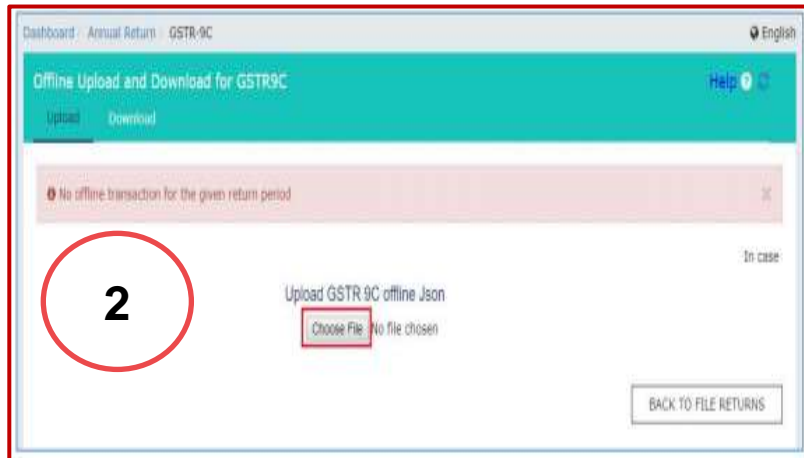 Dashboard / Annual Return / GSTR-9C English
Offline Upload and Download for GSTR9C Help ?
Upload Download
No offline transaction for the given return period
In case
2
Upload GSTR 9C offline Json
Choose File No file chosen
BACK TO FILE RETURNS